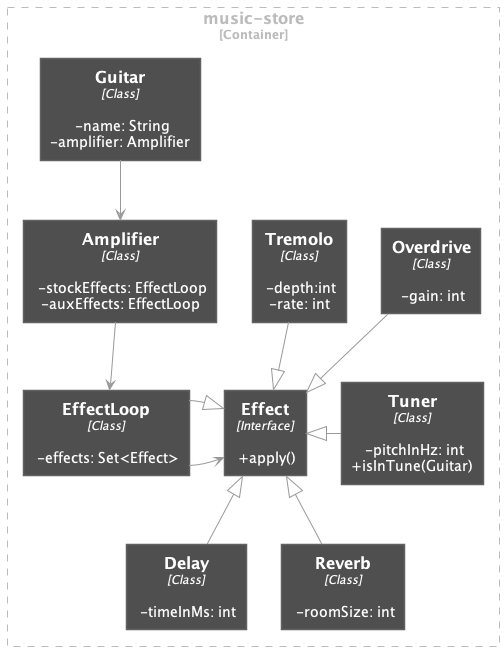 music-store
[Container]
Guitar
[Class]
-name: String
-amplifier: Amplifier
Amplifier
[Class]
-stockEffects: EffectLoop
-auxEffects: EffectLoop
Tremolo
[Class]
-depth:int
-rate: int
Overdrive
[Class]
-gain: int
EffectLoop
[Class]
-effects: Set<Effect>
Effect
[Interface]
+apply()
Tuner
[Class]
-pitchInHz: int
+isInTune(Guitar)
Delay
[Class]
-timeInMs: int
Reverb
[Class]
-roomSize: int